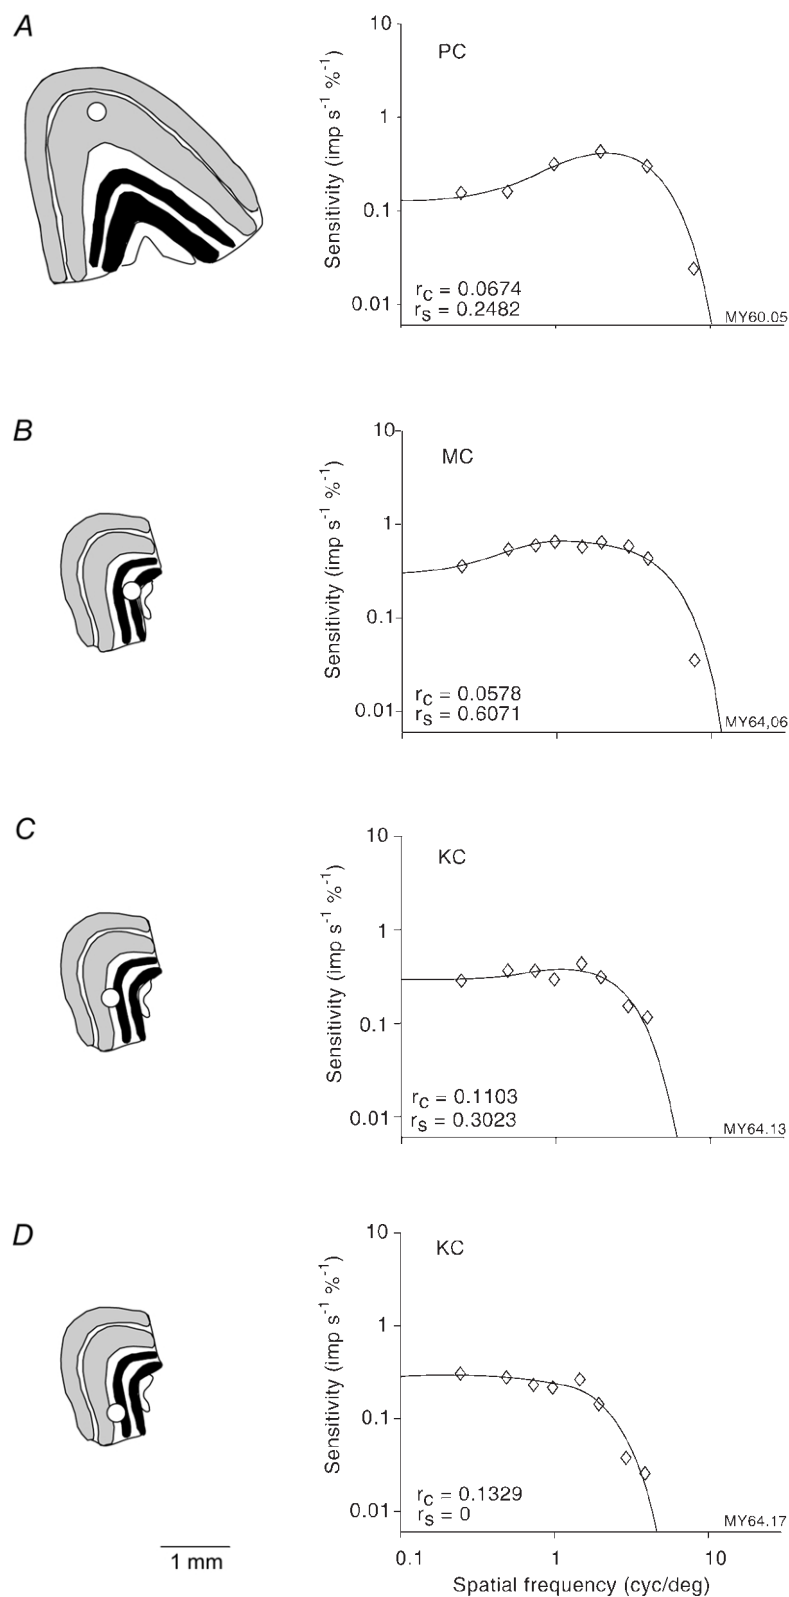 A
10
PC
1
0.1
0.01
Sensitivity (imp s⁻¹ %⁻¹)
rc = 0.0674
rs = 0.2482
MY60.05
B
10
MC
1
0.1
0.01
Sensitivity (imp s⁻¹ %⁻¹)
rc = 0.0578
rs = 0.6071
MY64,06
C
10
KC
1
0.1
0.01
Sensitivity (imp s⁻¹ %⁻¹)
rc = 0.1103
rs = 0.3023
MY64.13
D
10
KC
1
0.1
0.01
Sensitivity (imp s⁻¹ %⁻¹)
rc = 0.1329
rs = 0
MY64.17
1 mm
0.1 1 10
Spatial frequency (cyc/deg)